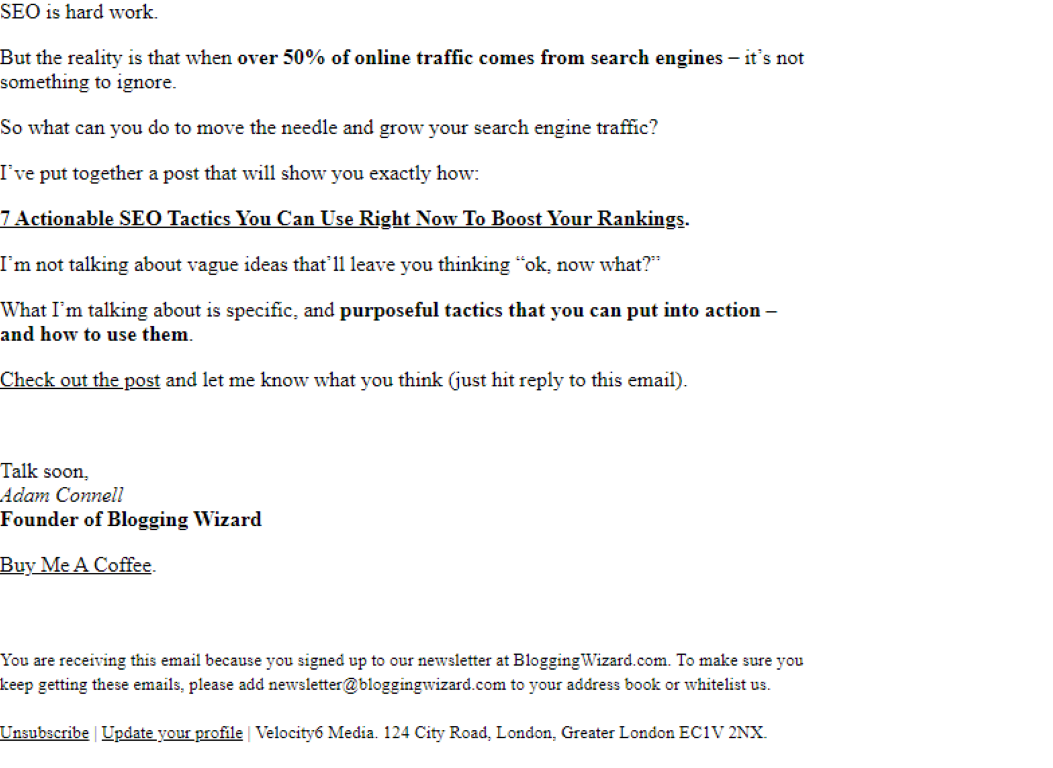 SEO is hard work.
But the reality is that when over 50% of online traffic comes from search engines – it's not
something to ignore.
So what can you do to move the needle and grow your search engine traffic?
I've put together a post that will show you exactly how:
7 Actionable SEO Tactics You Can Use Right Now To Boost Your Rankings.
I'm not talking about vague ideas that'll leave you thinking “ok, now what?”
What I'm talking about is specific, and purposeful tactics that you can put into action –
and how to use them.
Check out the post and let me know what you think (just hit reply to this email).
Talk soon,
Adam Connell
Founder of Blogging Wizard
Buy Me A Coffee.
You are receiving this email because you signed up to our newsletter at BloggingWizard.com. To make sure you
keep getting these emails, please add newsletter@bloggingwizard.com to your address book or whitelist us.
Unsubscribe | Update your profile | Velocity6 Media. 124 City Road, London, Greater London EC1V 2NX.